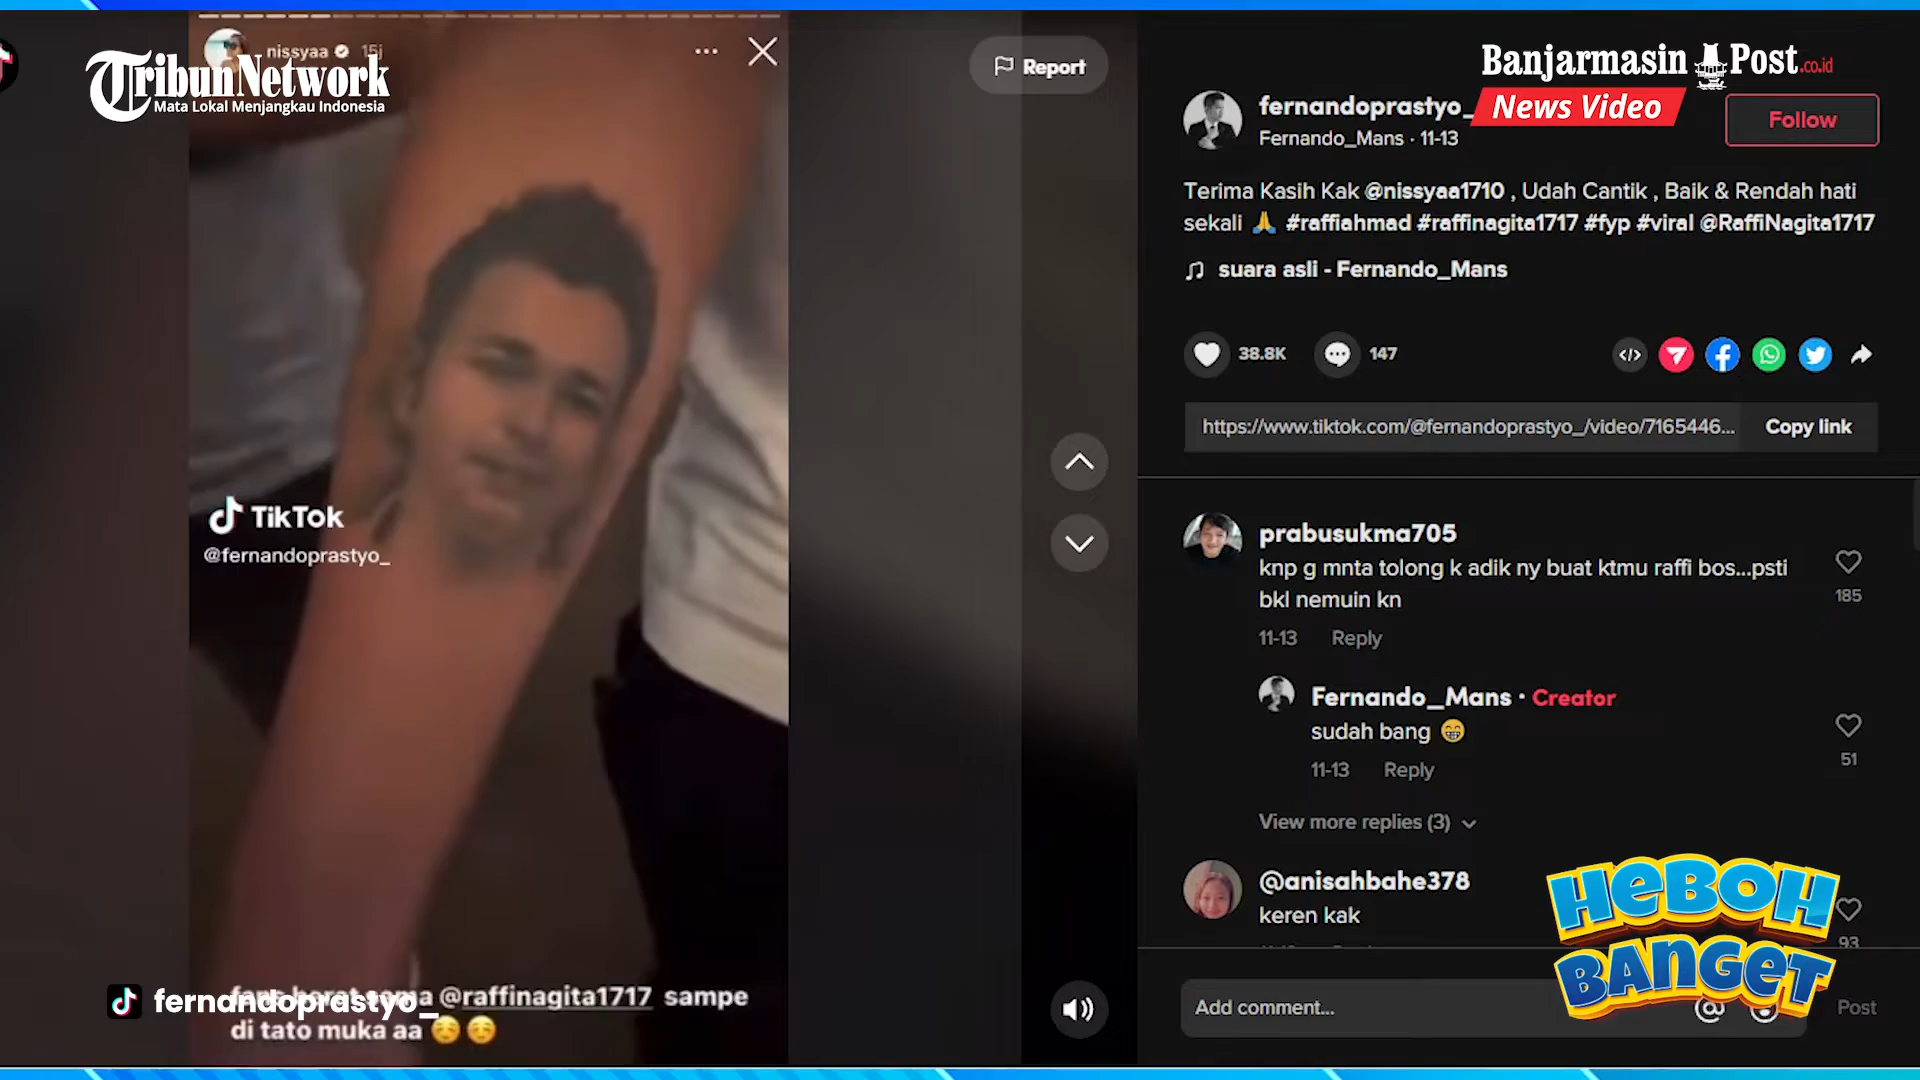 nissyaa 15j
TribunNetwork
Mata Lokal Menjangkau Indonesia
TikTok
@fernandoprastyo_
fernandoprastyo_
sama @raffinagita1717 sampe
di tato muka aa ☺️☺️
Report
Banjarmasin Post.co.id
News Video
fernandoprastyo_
Fernando_Mans · 11-13
Follow
Terima Kasih Kak @nissyaa1710 , Udah Cantik , Baik & Rendah hati
sekali 🙏 #raffiahmad #raffinagita1717 #fyp #viral @RaffiNagita1717
suara asli - Fernando_Mans
38.8K
147
https://www.tiktok.com/@fernandoprastyo_/video/7165446...
Copy link
prabusukma705
knp g mnta tolong k adik ny buat ktmu raffi bos...psti
bkl nemuin kn
185
11-13 Reply
Fernando_Mans · Creator
sudah bang 😁
51
11-13 Reply
View more replies (3)
@anisahbahe378
keren kak
93
HEBOH
BANGET
Add comment...
Post